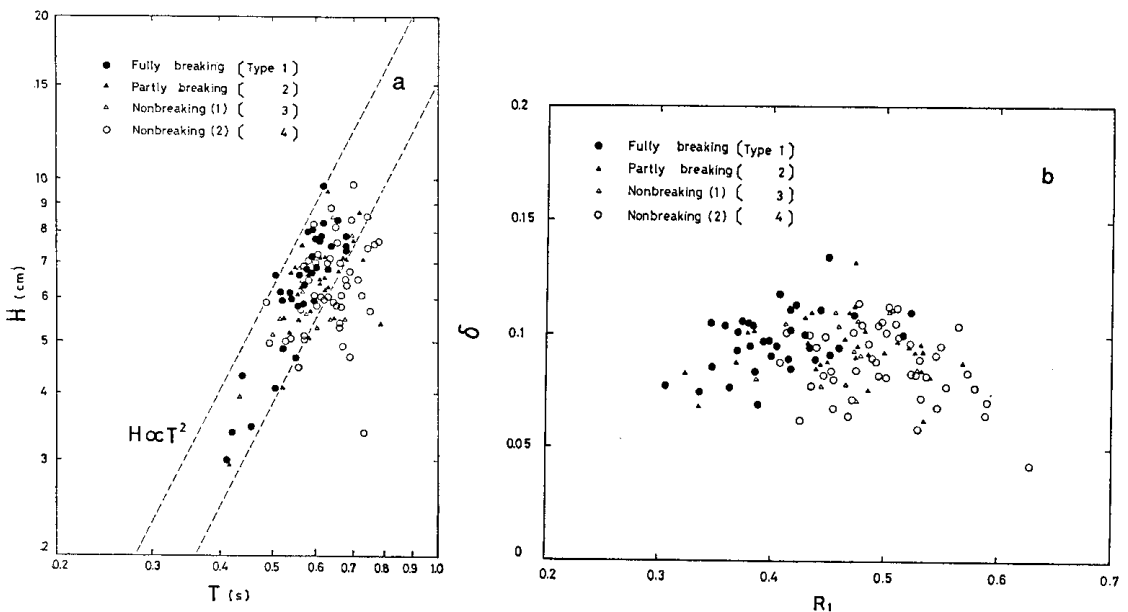 20
.15
10
9
8
7
6
5
4
3
.2
H (cm)
0.2
0.3
0.4
0.5
0.6
0.7
0.8
1.0
T (s)
a
● Fully breaking (Type 1)
▲ Partly breaking ( 2)
△ Nonbreaking (1) ( 3)
○ Nonbreaking (2) ( 4)
H∝T²
0.2
0.15
0.10
0.05
0
δ
0.2
0.3
0.4
0.5
0.6
0.7
R₁
b
● Fully breaking (Type 1)
▲ Partly breaking ( 2)
△ Nonbreaking (1) ( 3)
○ Nonbreaking (2) ( 4)